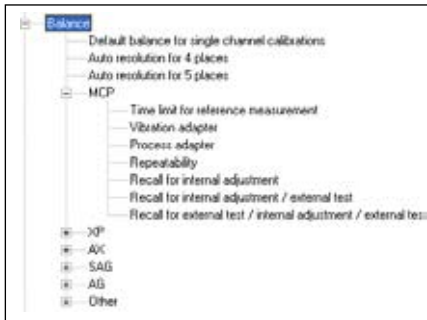 Balance
Default balance for single channel calibrations
Auto resolution for 4 places
Auto resolution for 5 places
MCP
Time limit for reference measurement
Vibration adapter
Process adapter
Repeatability
Recall for internal adjustment
Recall for internal adjustment / external test
Recall for external test / internal adjustment / external tes
XP
AX
SAG
AG
Other